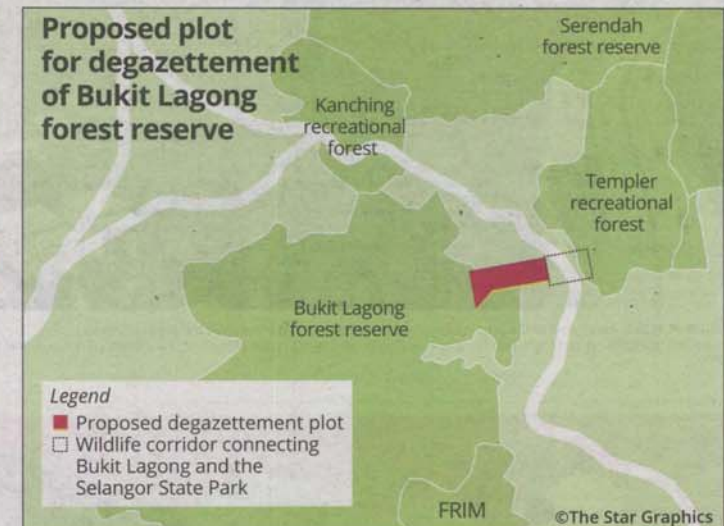 Proposed plot
for degazettement
of Bukit Lagong
forest reserve
Serendah
forest reserve
Kanching
recreational
forest
Templer
recreational
forest
Bukit Lagong
forest reserve
Legend
Proposed degazettement plot
Wildlife corridor connecting
Bukit Lagong and the
Selangor State Park
FRIM
©The Star Graphics